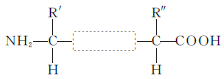 R′ R″
NH₂—C— —C—COOH
H H